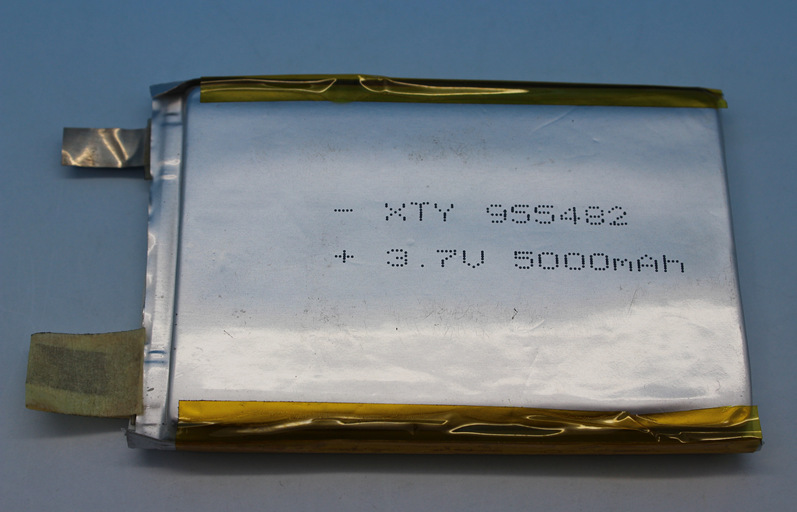 - XTY 955482
+ 3.7V 5000mAh